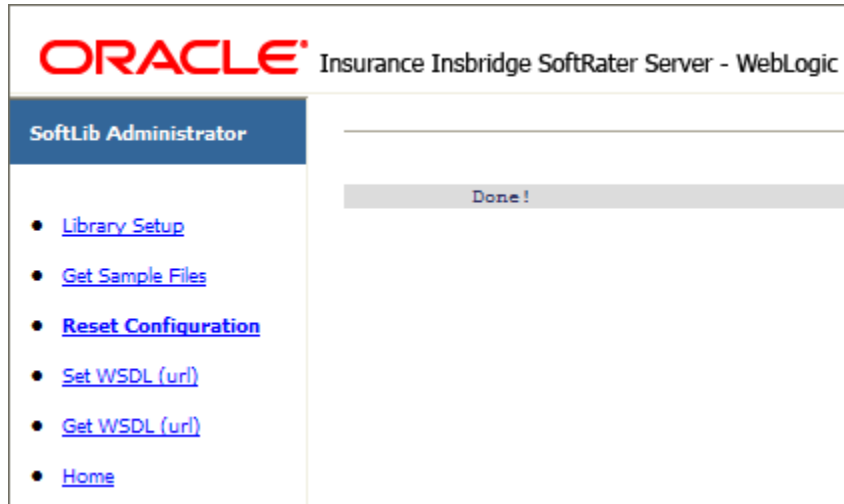 ORACLE Insurance Insbridge SoftRater Server - WebLogic
SoftLib Administrator
Done!
Library Setup
Get Sample Files
Reset Configuration
Set WSDL (url)
Get WSDL (url)
Home